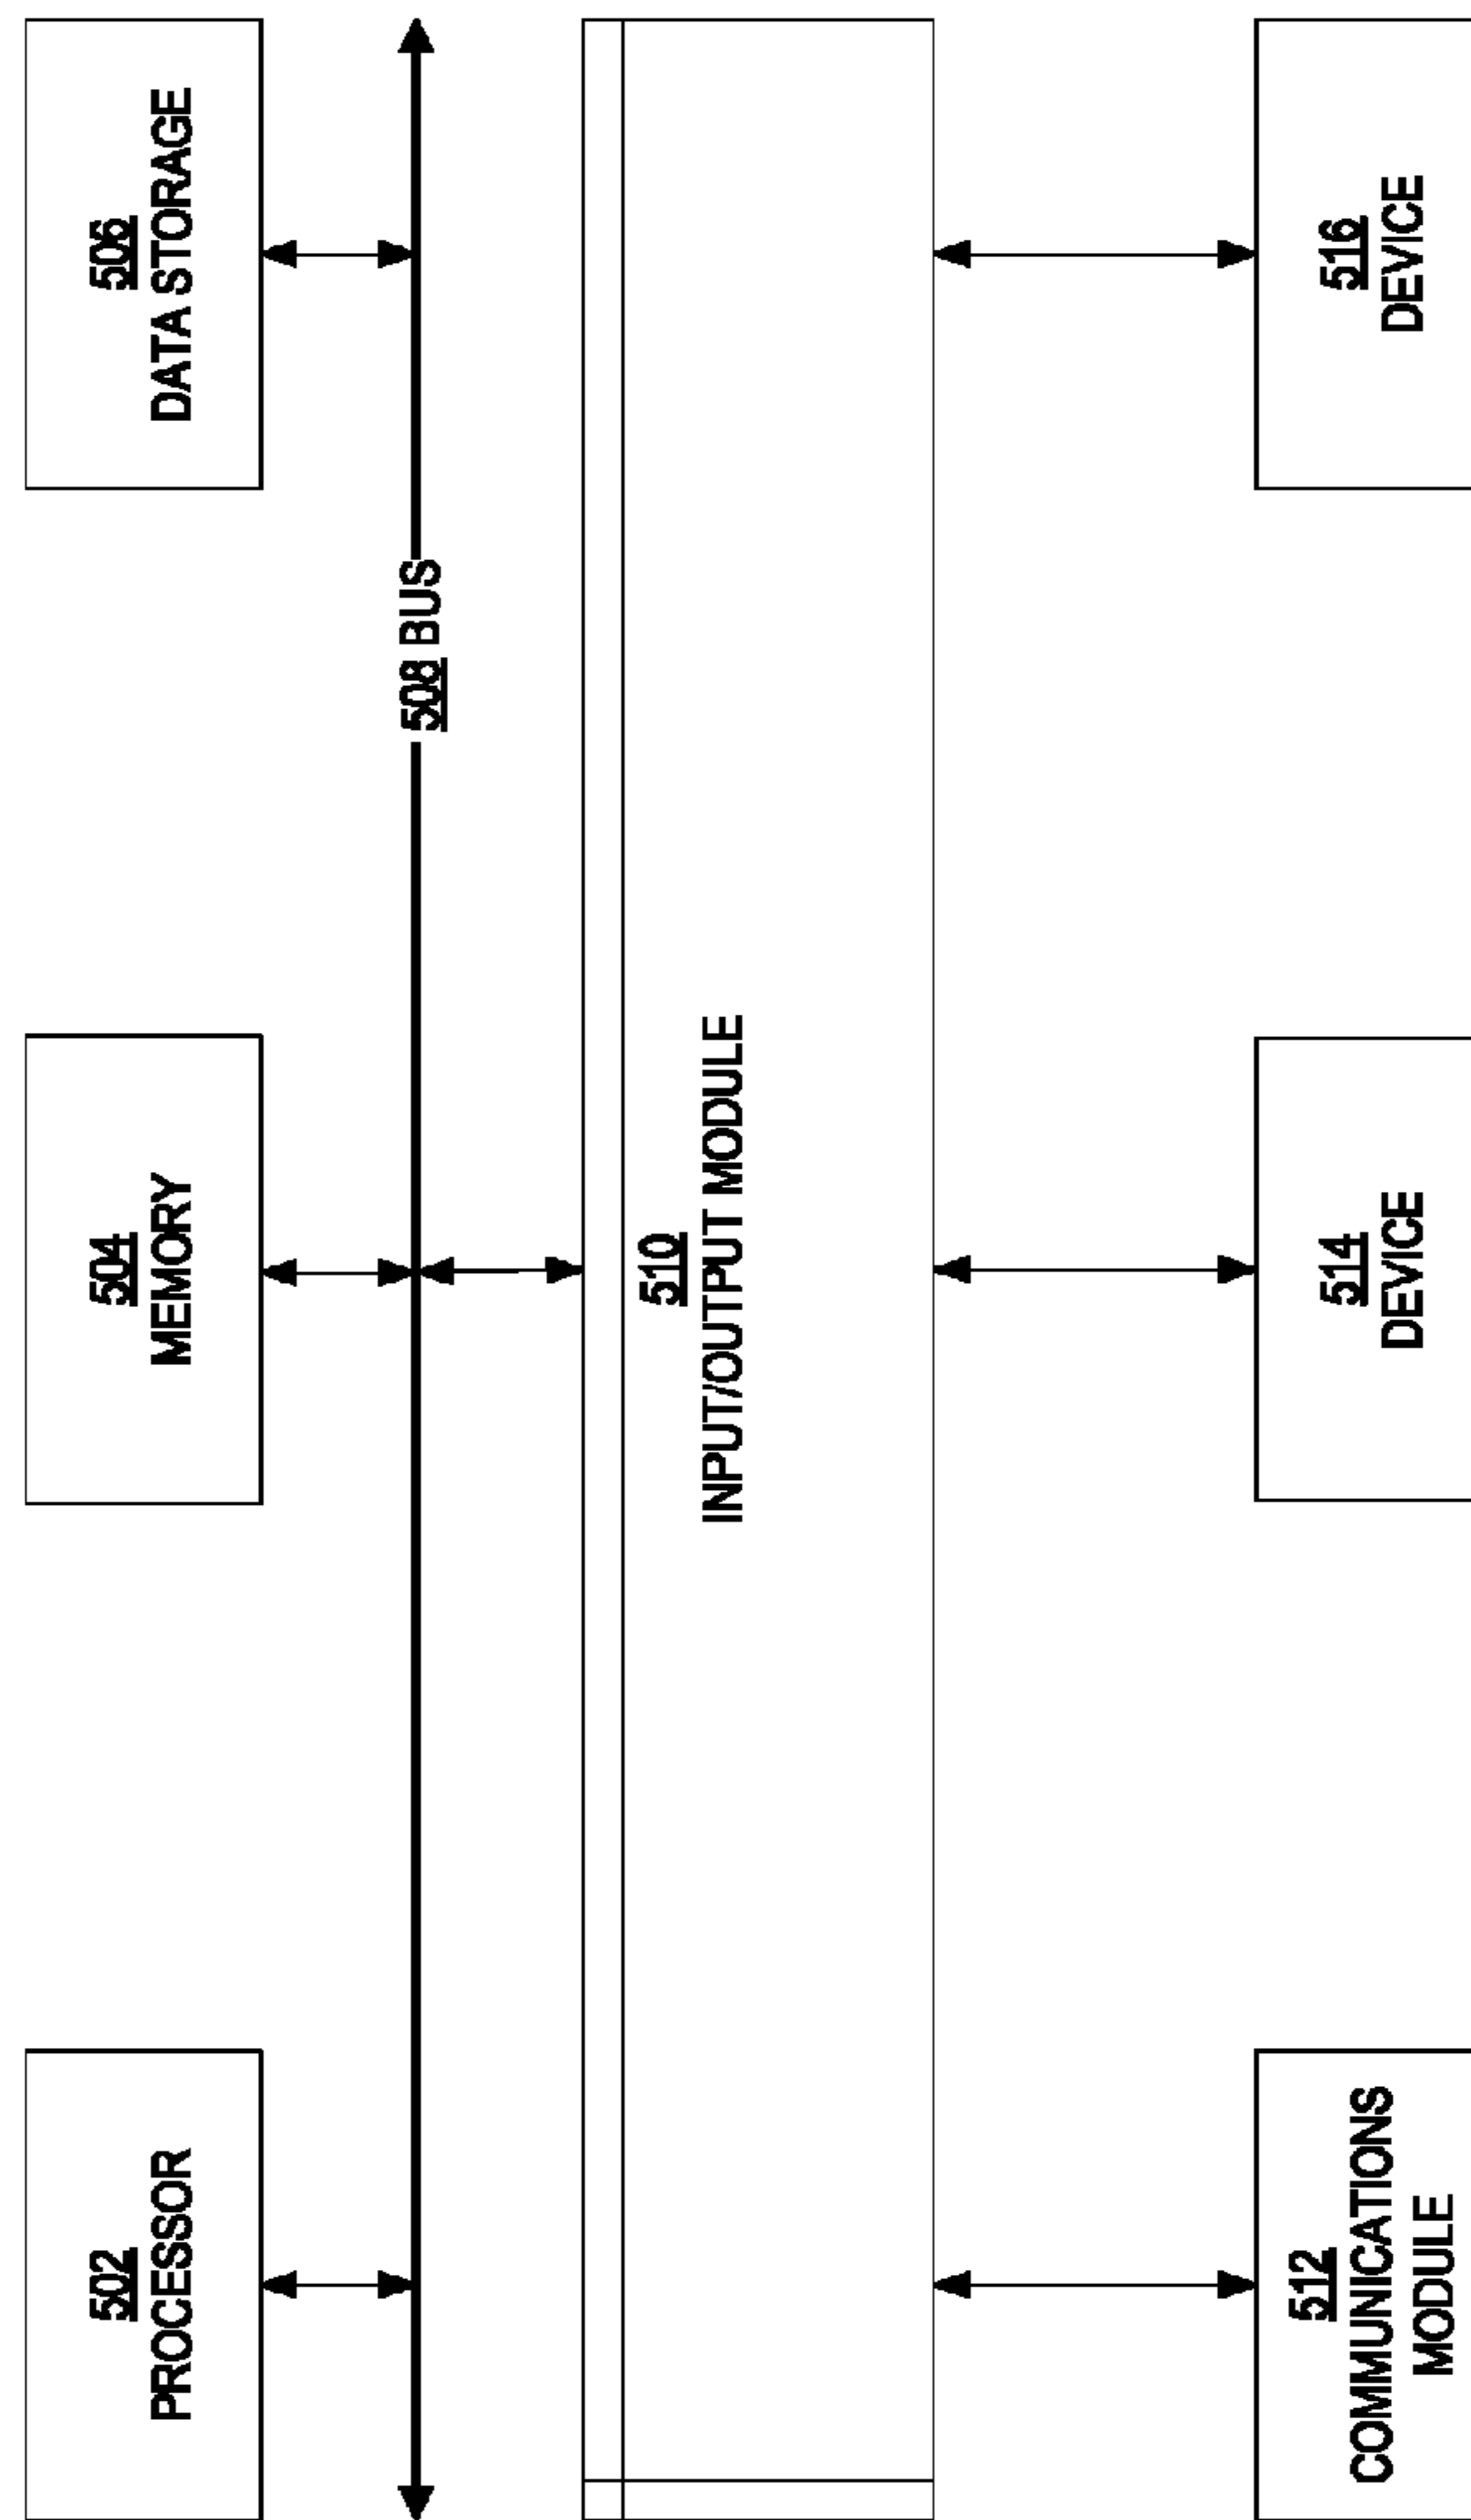 502
PROCESSOR
504
MEMORY
506
DATA STORAGE
508 BUS
510
INPUT/OUTPUT MODULE
512
COMMUNICATIONS
MODULE
514
DEVICE
516
DEVICE